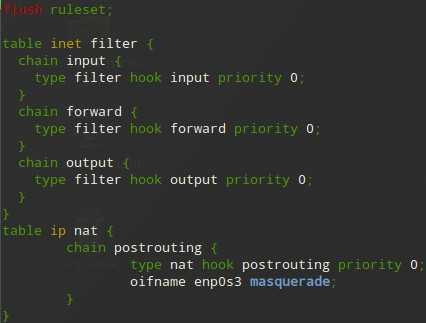 flush ruleset;
table inet filter {
chain input {
type filter hook input priority 0;
}
chain forward {
type filter hook forward priority 0;
}
chain output {
type filter hook output priority 0;
}
}
table ip nat {
chain postrouting {
type nat hook postrouting priority 0;
oifname enp0s3 masquerade;
}
}